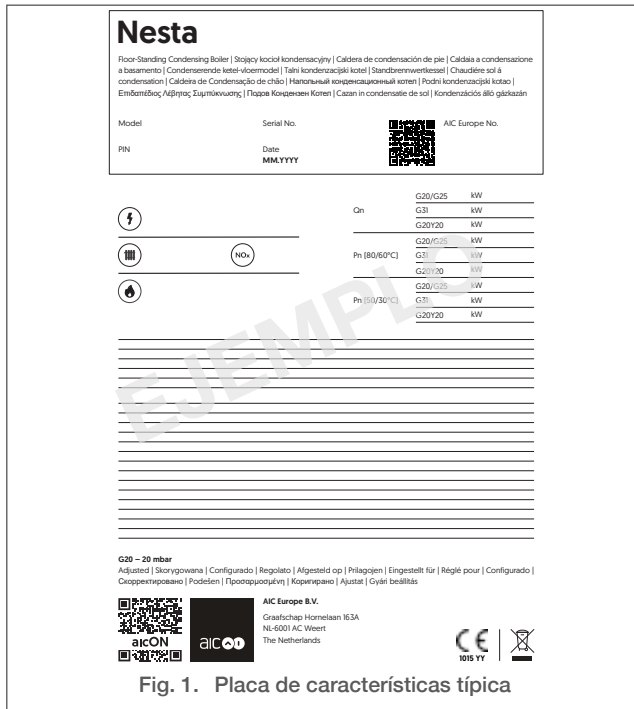 Nesta
Floor-Standing Condensing Boiler | Stojący kocioł kondensacyjny | Caldera de condensación de pie | Caldaia a condensazione
a basamento | Condenserende ketel-vloermodel | Talni kondenzacijski kotel | Standbrennwertkessel | Chaudiére sol à
condensation | Caldeira de Condensação de chão | Напольный конденсационный котел | Podni kondenzacijski kotao |
Επιδαπέδιος Λέβητας Συμπύκνωσης | Подов Кондензен Котел | Cazan in condensatie de sol | Kondenzációs álló gázkazán
Model Serial No. AIC Europe No.
PIN Date
MM.YYYY
G20/G25 kW
Qn G31 kW
G20Y20 kW
NOx
G20/G25 kW
Pn [80/60°C] G31 kW
G20Y20 kW
G20/G25 kW
Pn [50/30°C] G31 kW
G20Y20 kW
EJEMPLO
G20 – 20 mbar
Adjusted | Skorygowana | Configurado | Regolato | Afgesteld op | Prilagojen | Eingestellt für | Réglé pour | Configurado |
Скорректировано | Podešen | Προσαρμοσμένη | Коригирано | Ajustat | Gyári beállítás
AIC Europe B.V.
Graafschap Hornelaan 163A
NL-6001 AC Weert
The Netherlands
aicON
aic
CE
1015 YY
Fig. 1. Placa de características típica